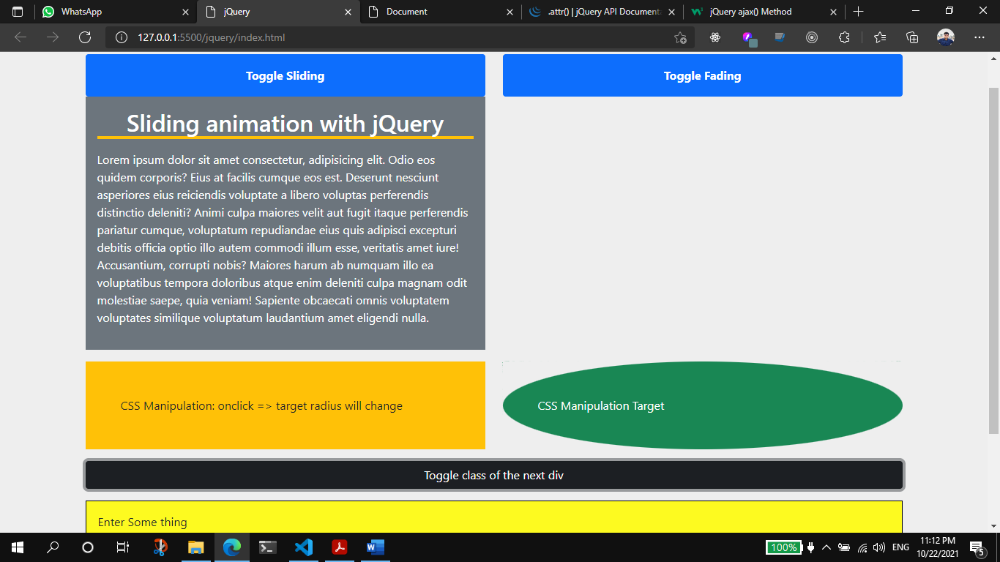 WhatsApp
jQuery
Document
.attr() | jQuery API Documenta
jQuery ajax() Method
127.0.0.1:5500/jquery/index.html
Toggle Sliding
Toggle Fading
Sliding animation with jQuery
Lorem ipsum dolor sit amet consectetur, adipisicing elit. Odio eos
quidem corporis? Eius at facilis cumque eos est. Deserunt nesciunt
asperiores eius reiciendis voluptate a libero voluptas perferendis
distinctio deleniti? Animi culpa maiores velit aut fugit itaque perferendis
pariatur cumque, voluptatum repudiandae eius quis adipisci excepturi
debitis officia optio illo autem commodi illum esse, veritatis amet iure!
Accusantium, corrupti nobis? Maiores harum ab numquam illo ea
voluptatibus tempora doloribus atque enim deleniti culpa magnam odit
molestiae saepe, quia veniam! Sapiente obcaecati omnis voluptatem
voluptates similique voluptatum laudantium amet eligendi nulla.
CSS Manipulation: onclick => target radius will change
CSS Manipulation Target
Toggle class of the next div
Enter Some thing
100%
ENG
11:12 PM
10/22/2021
5